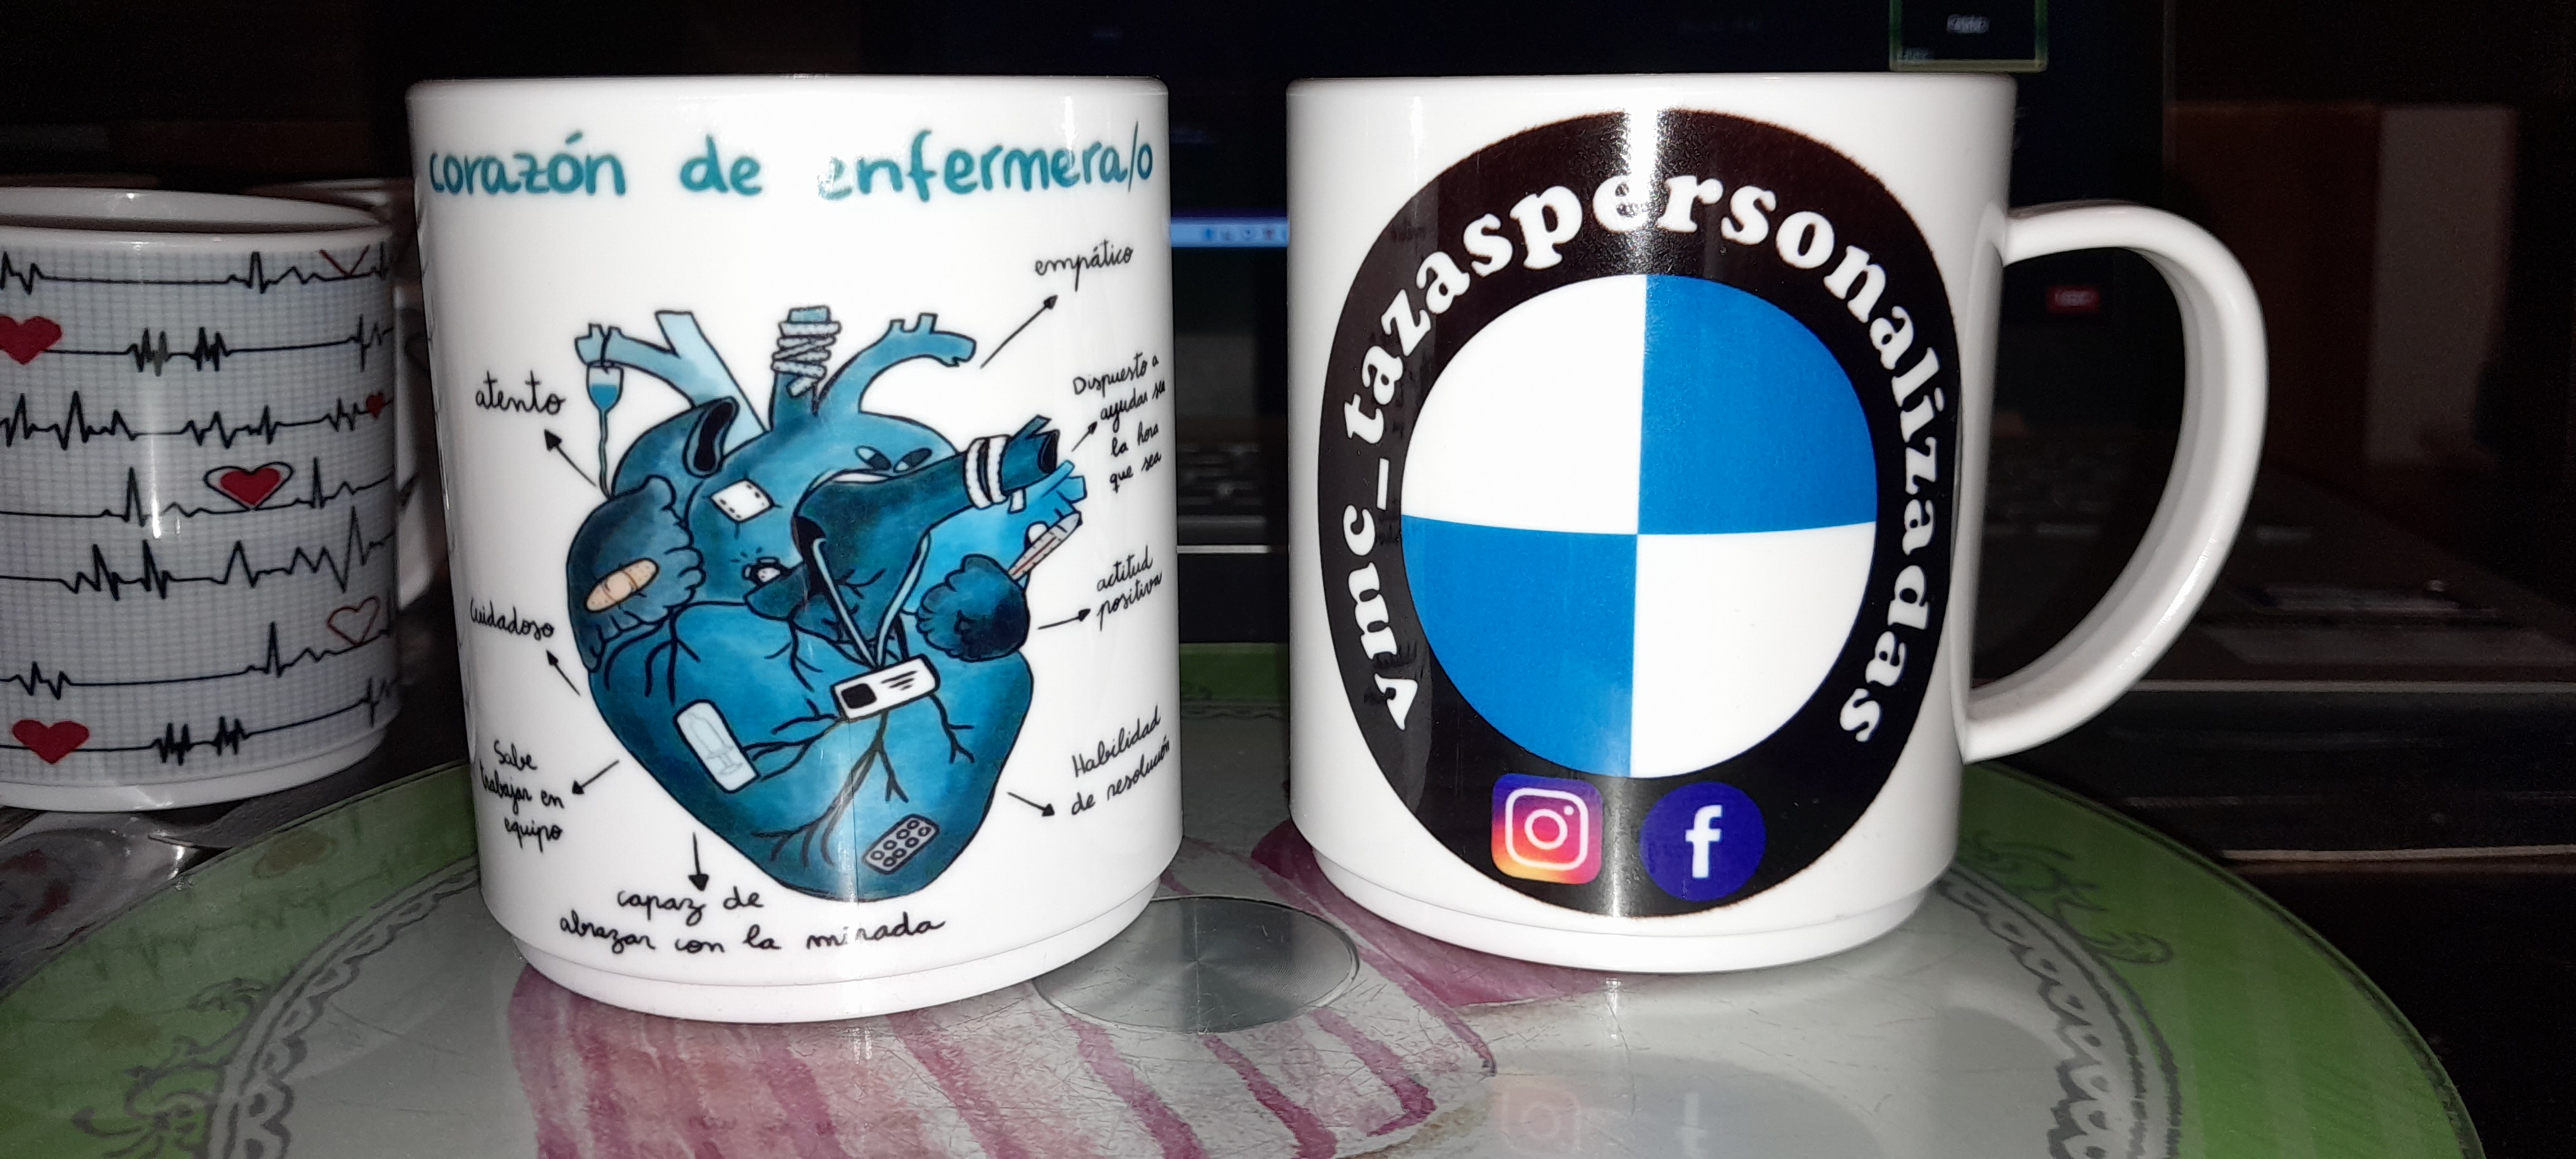 corazón de enfermera/o
empático
atento
Dispuesto a
ayudar sea
la hora
que sea
cuidadoso
actitud
positiva
Sabe
trabajar en
equipo
Habilidad
de resolución
capaz de
abrazar con la mirada
vmc_tazaspersonalizadas
f